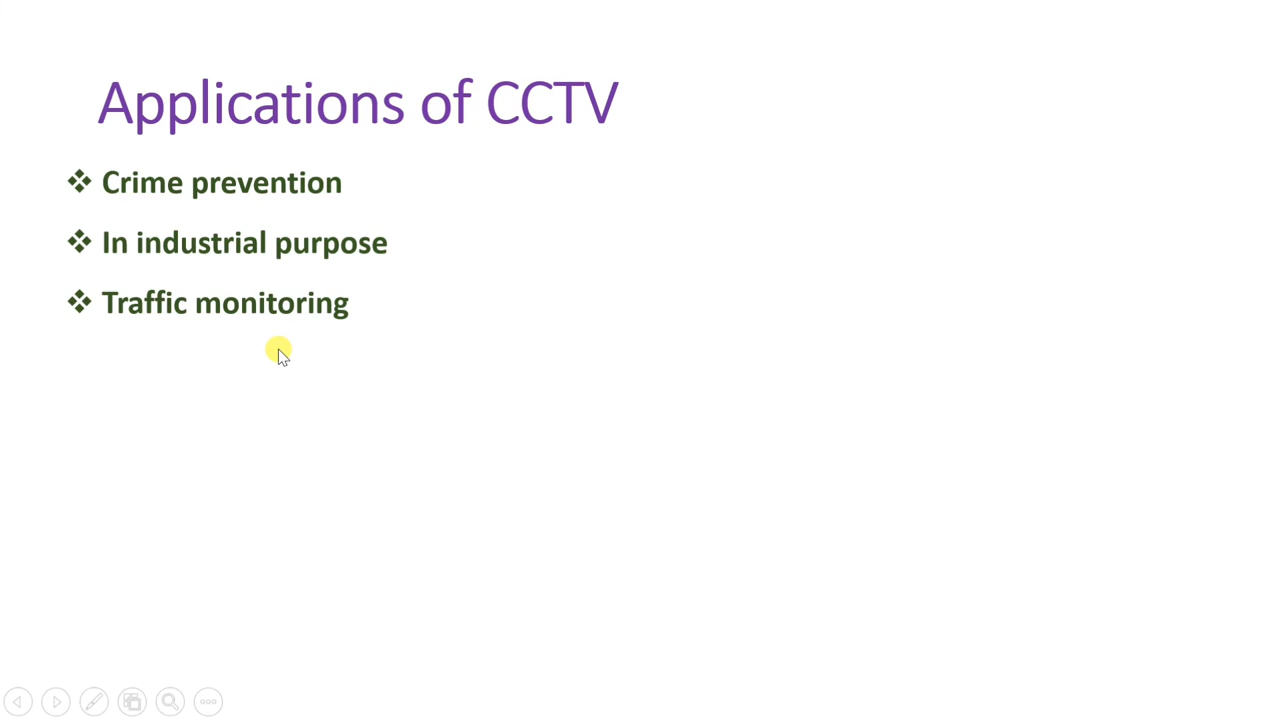 Applications of CCTV
❖ Crime prevention
❖ In industrial purpose
❖ Traffic monitoring